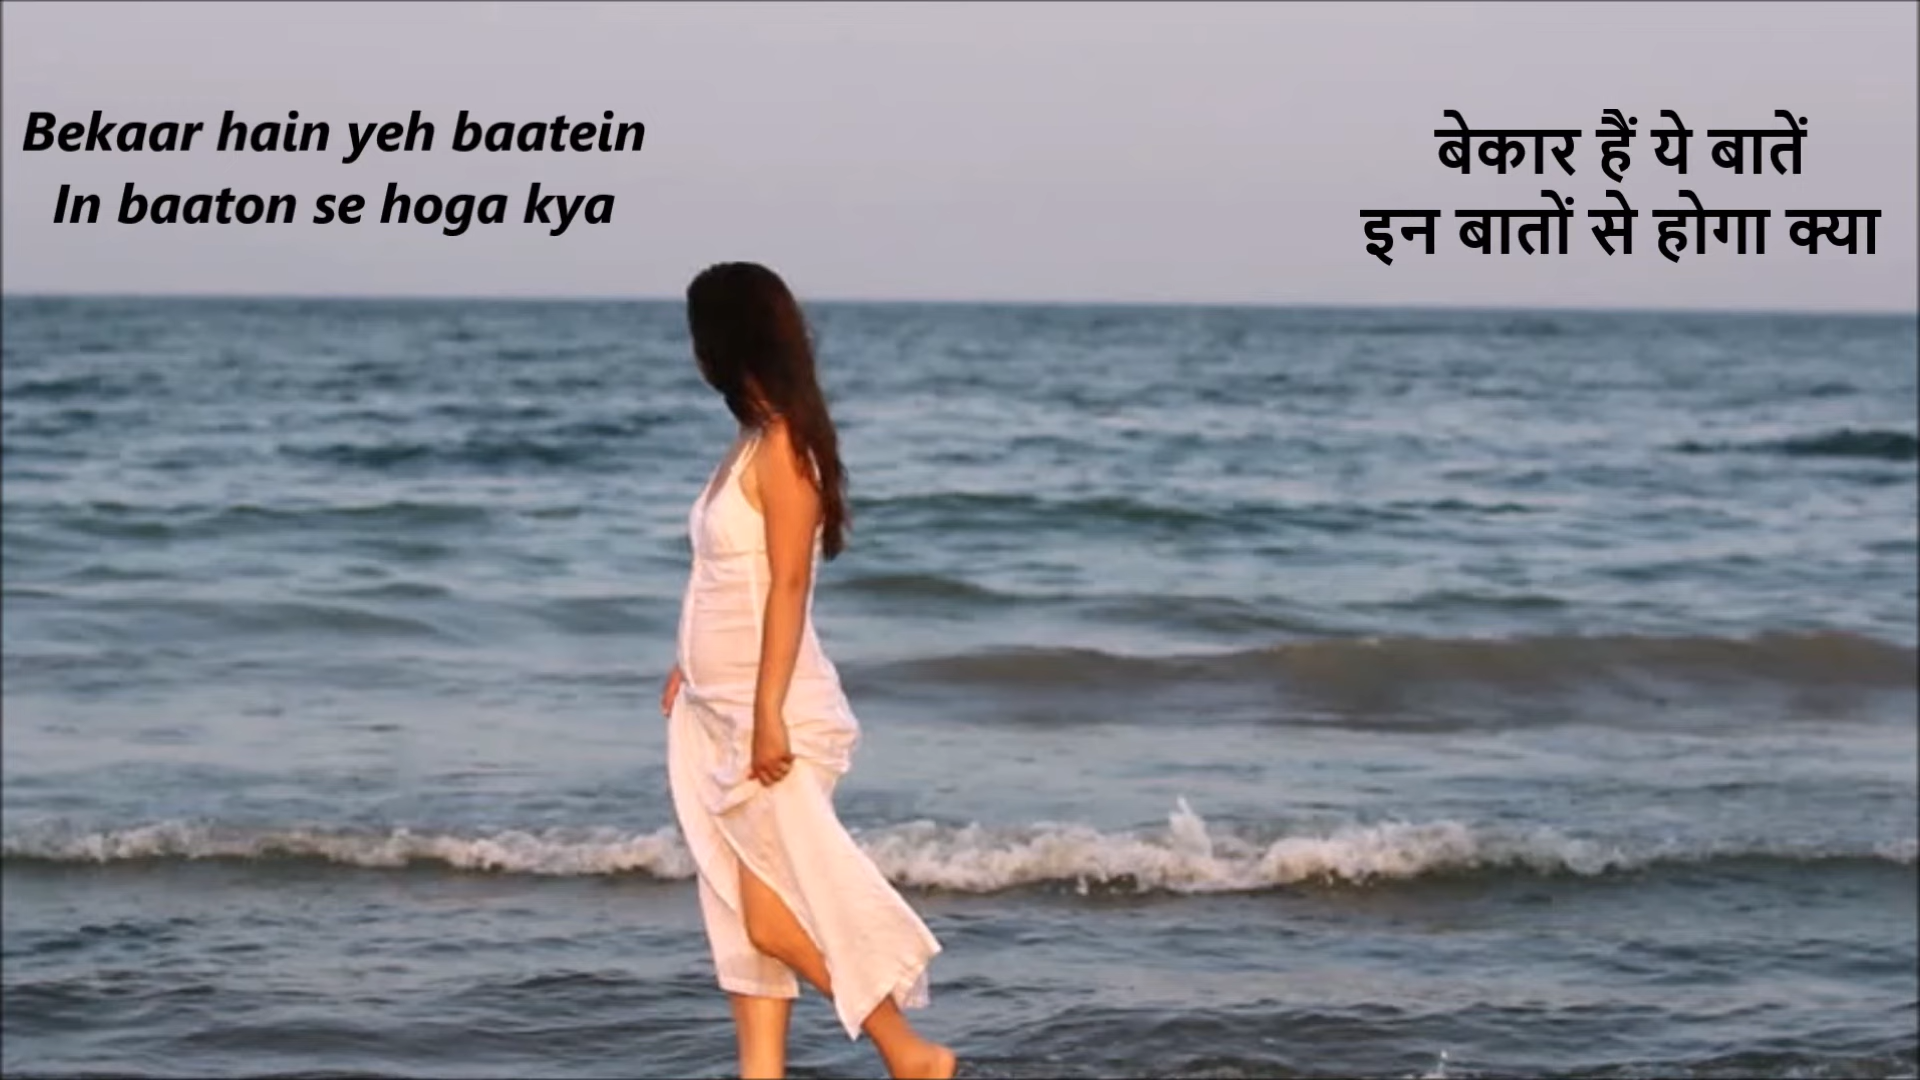 Bekaar hain yeh baatein
In baaton se hoga kya
बेकार हैं ये बातें
इन बातों से होगा क्या